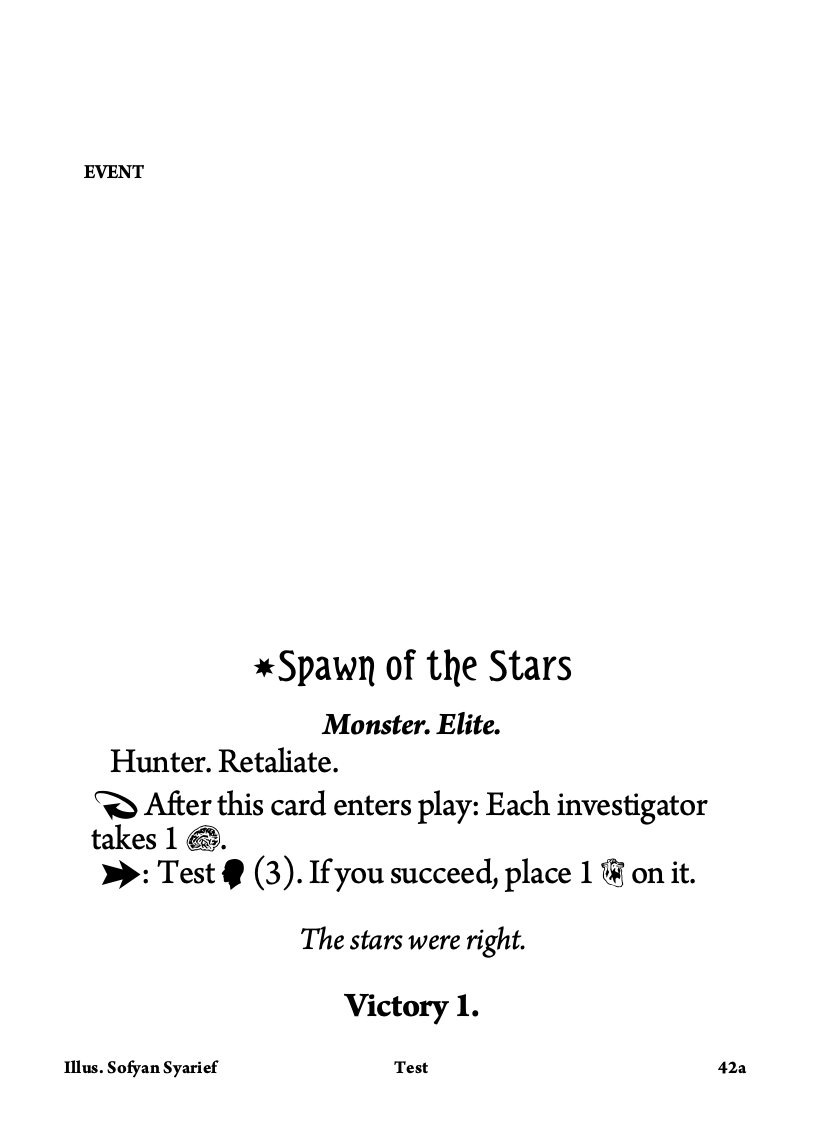 EVENT
Spawn of the Stars
Monster. Elite.
Hunter. Retaliate.
After this card enters play: Each investigator
takes 1 .
: Test (3). If you succeed, place 1 on it.
The stars were right.
Victory 1.
Illus. Sofyan Syarief Test 42a